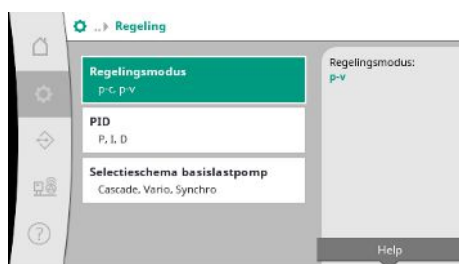 ..▸ Regeling
Regelingsmodus
p-c, p-v
PID
P, I, D
Selectieschema basislastpomp
Cascade, Vario, Synchro
Regelingsmodus:
p-v
Help
?